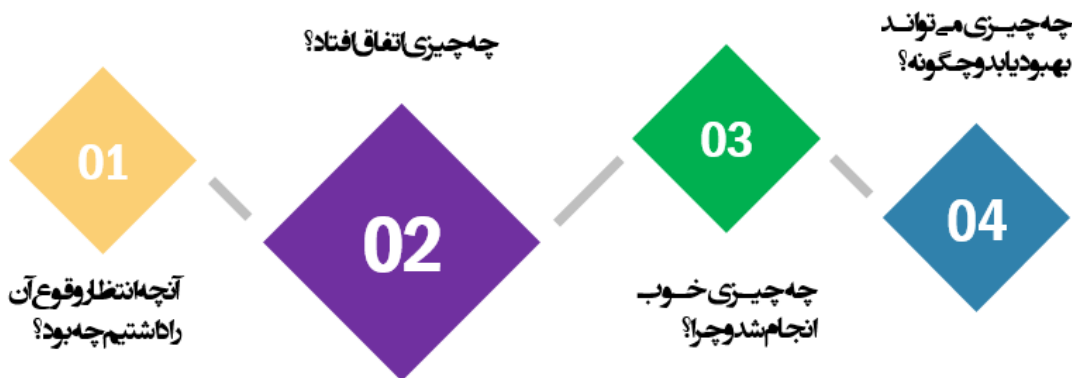 01
آنچه انتظار وقوع آن
را داشتیم چه بود؟
02
چه چیزی اتفاق افتاد؟
03
چه چیزی خوب
انجام شد و چرا؟
04
چه چیزی می‌تواند
بهبود یابد و چگونه؟